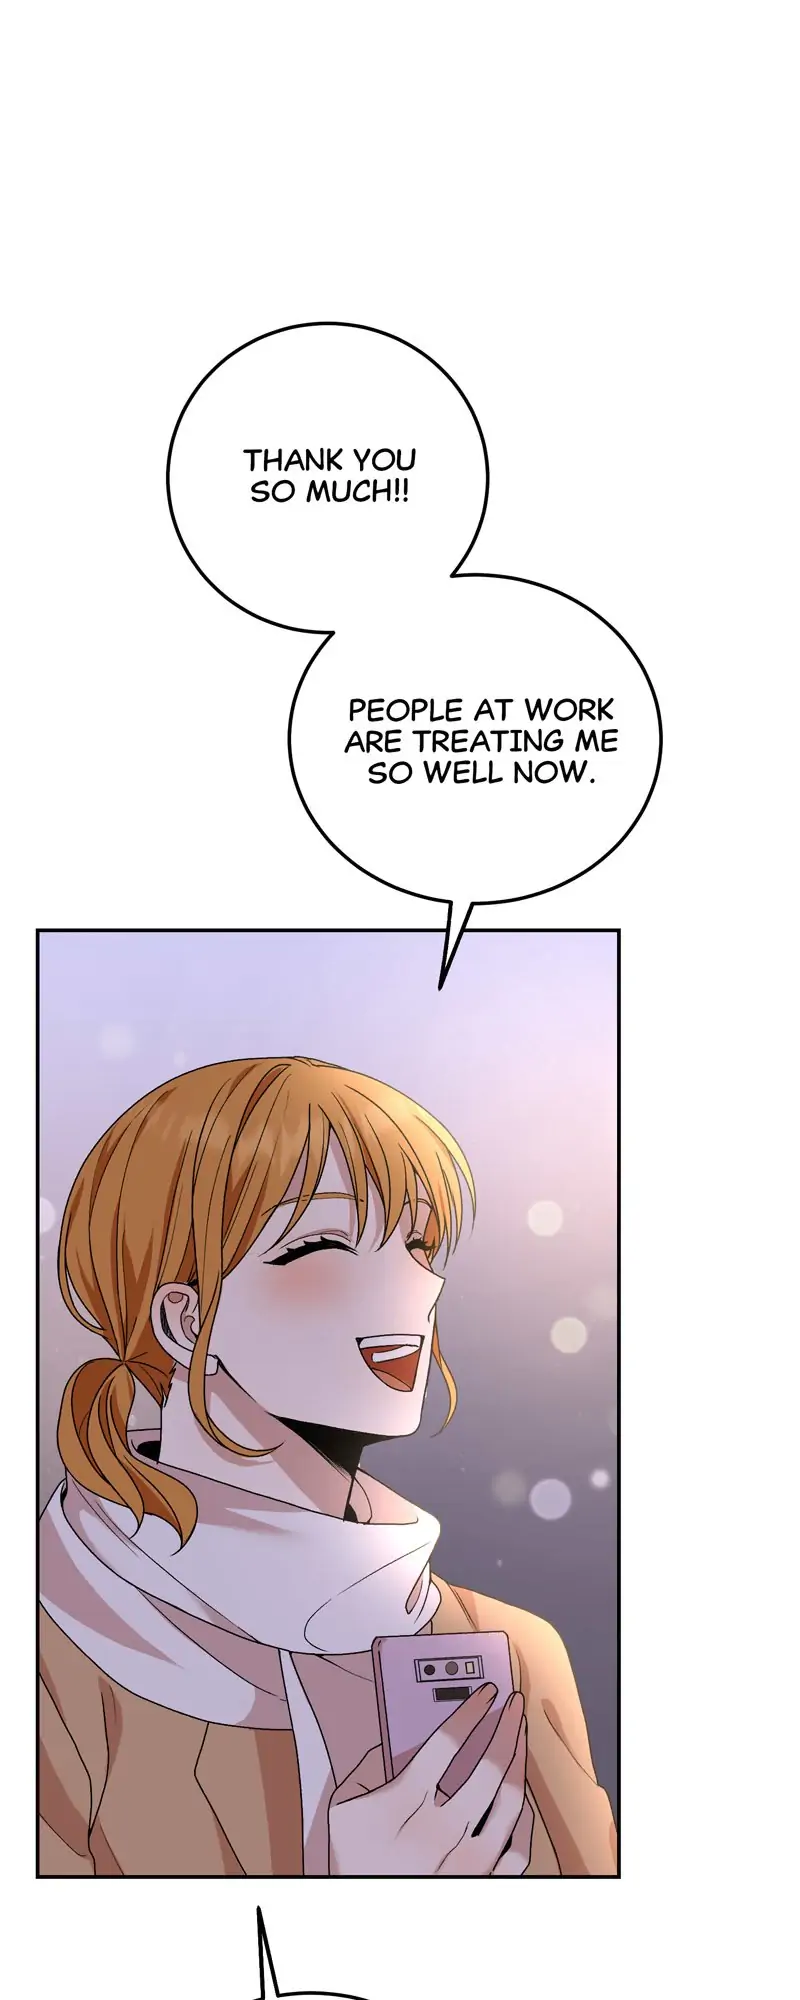 THANK YOU
SO MUCH!!
PEOPLE AT WORK
ARE TREATING ME
SO WELL NOW.